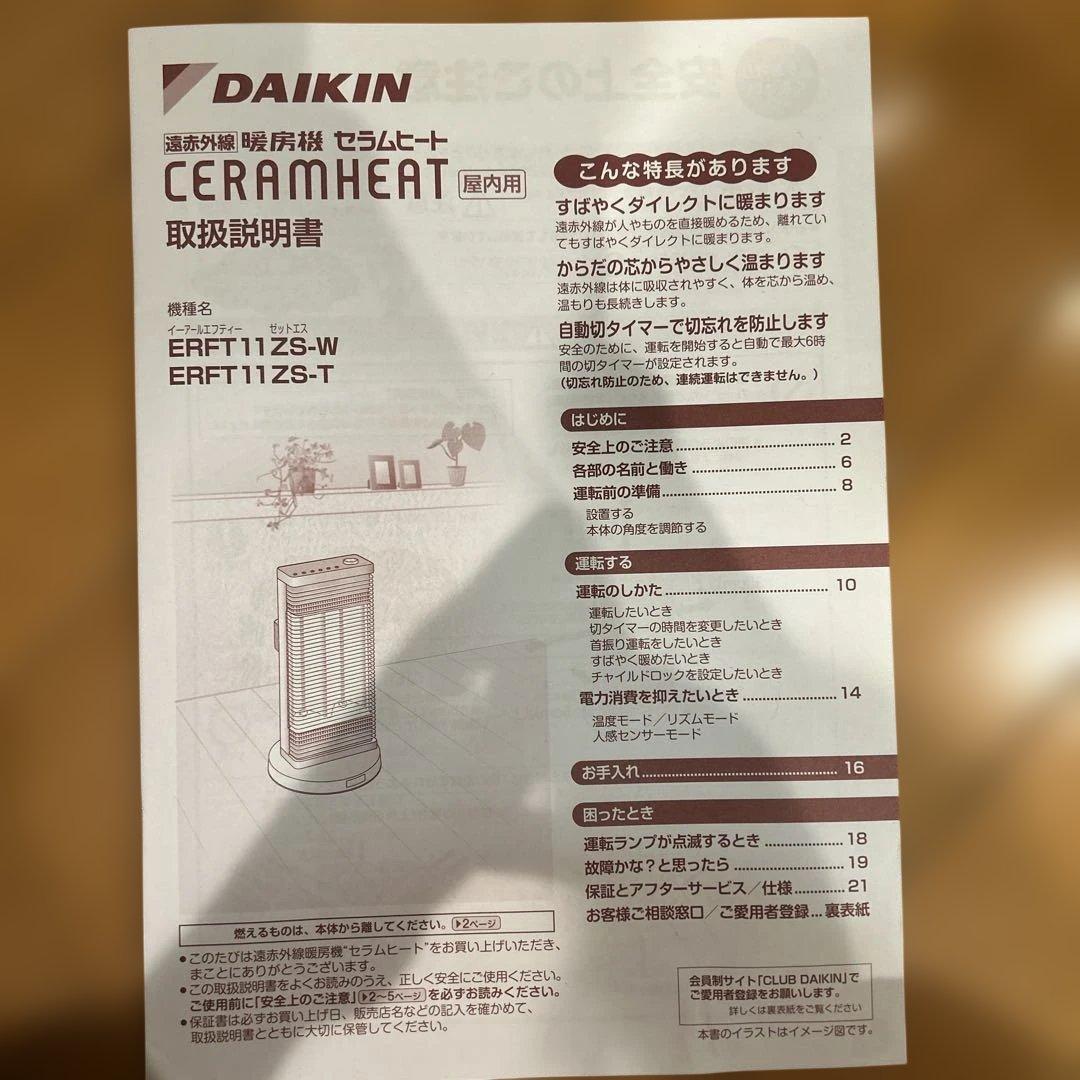 DAIKIN
遠赤外線 暖房機 セラムヒート
CERAMHEAT 屋内用
取扱説明書
機種名
イーアールエフティー ゼットエス
ERFT11ZS-W
ERFT11ZS-T
燃えるものは、本体から離してください。 2ページ
●このたびは遠赤外線暖房機“セラムヒート”をお買い上げいただき、
まことにありがとうございます。
●この取扱説明書をよくお読みのうえ、正しく安全にご使用ください。
ご使用前に「安全上のご注意」 2〜5ページ を必ずお読みください。
●保証書は必ずお買い上げ日、販売店名などの記入を確かめて、
取扱説明書とともに大切に保管してください。
こんな特長があります
すばやくダイレクトに暖まります
遠赤外線が人やものを直接暖めるため、離れてい
てもすばやくダイレクトに暖まります。
からだの芯からやさしく温まります
遠赤外線は体に吸収されやすく、体を芯から温め、
温もりも長続きします。
自動切タイマーで切忘れを防止します
安全のために、運転を開始すると自動で最大6時
間の切タイマーが設定されます。
(切忘れ防止のため、連続運転はできません。)
はじめに
安全上のご注意 2
各部の名前と働き 6
運転前の準備 8
設置する
本体の角度を調節する
運転する
運転のしかた 10
運転したいとき
切タイマーの時間を変更したいとき
首振り運転をしたいとき
すばやく暖めたいとき
チャイルドロックを設定したいとき
電力消費を抑えたいとき 14
温度モード/リズムモード
人感センサーモード
お手入れ 16
困ったとき
運転ランプが点滅するとき 18
故障かな?と思ったら 19
保証とアフターサービス/仕様 21
お客様ご相談窓口/ご愛用者登録 ... 裏表紙
会員制サイト「CLUB DAIKIN」で
ご愛用者登録をお願いします。
詳しくは裏表紙をご覧ください
本書のイラストはイメージ図です。